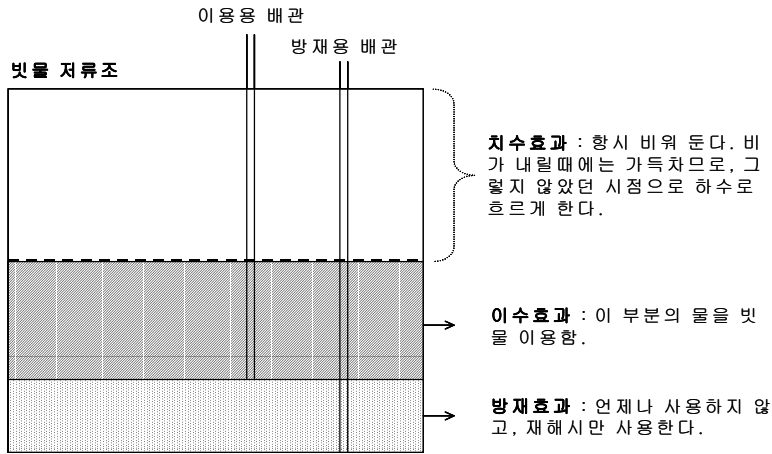 이용용 배관
방재용 배관
빗물 저류조
치수효과 : 항시 비워 둔다. 비
가 내릴때에는 가득차므로, 그
렇지 않았던 시점으로 하수로
흐르게 한다.
이수효과 : 이 부분의 물을 빗
물 이용함.
방재효과 : 언제나 사용하지 않
고, 재해시만 사용한다.